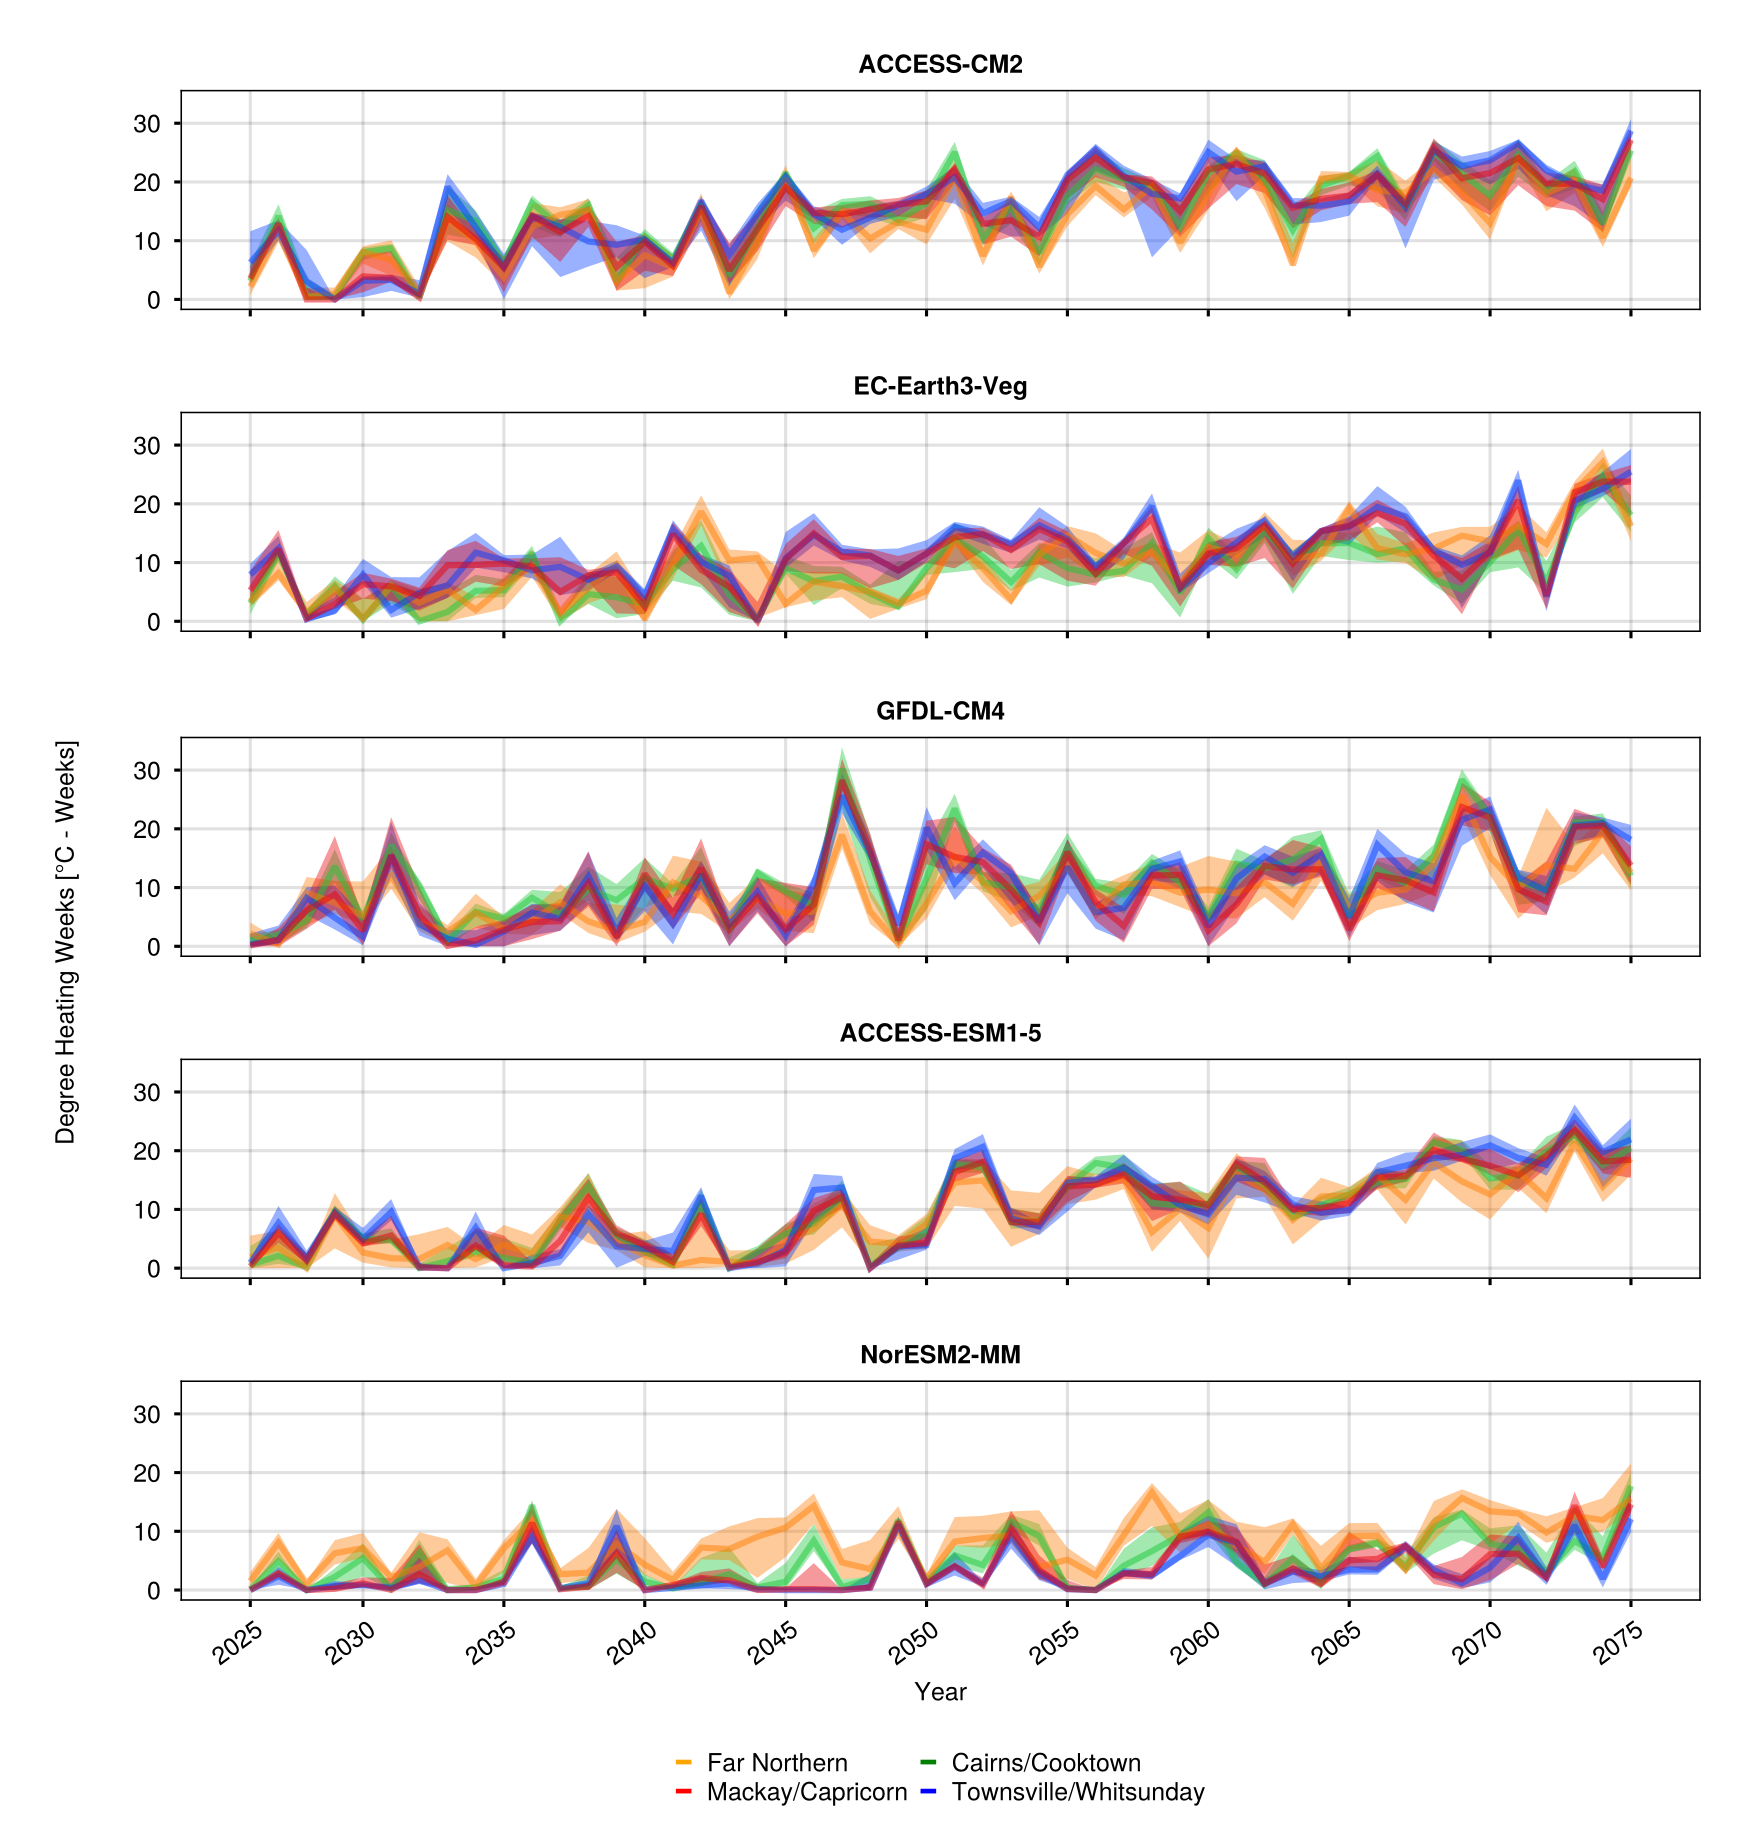 ACCESS-CM2
30
20
10
0
EC-Earth3-Veg
30
20
10
0
GFDL-CM4
30
20
10
0
Degree Heating Weeks [°C - Weeks]
ACCESS-ESM1-5
30
20
10
0
NorESM2-MM
30
20
10
0
2025 2030 2035 2040 2045 2050 2055 2060 2065 2070 2075
Year
Far Northern Cairns/Cooktown
Mackay/Capricorn Townsville/Whitsunday